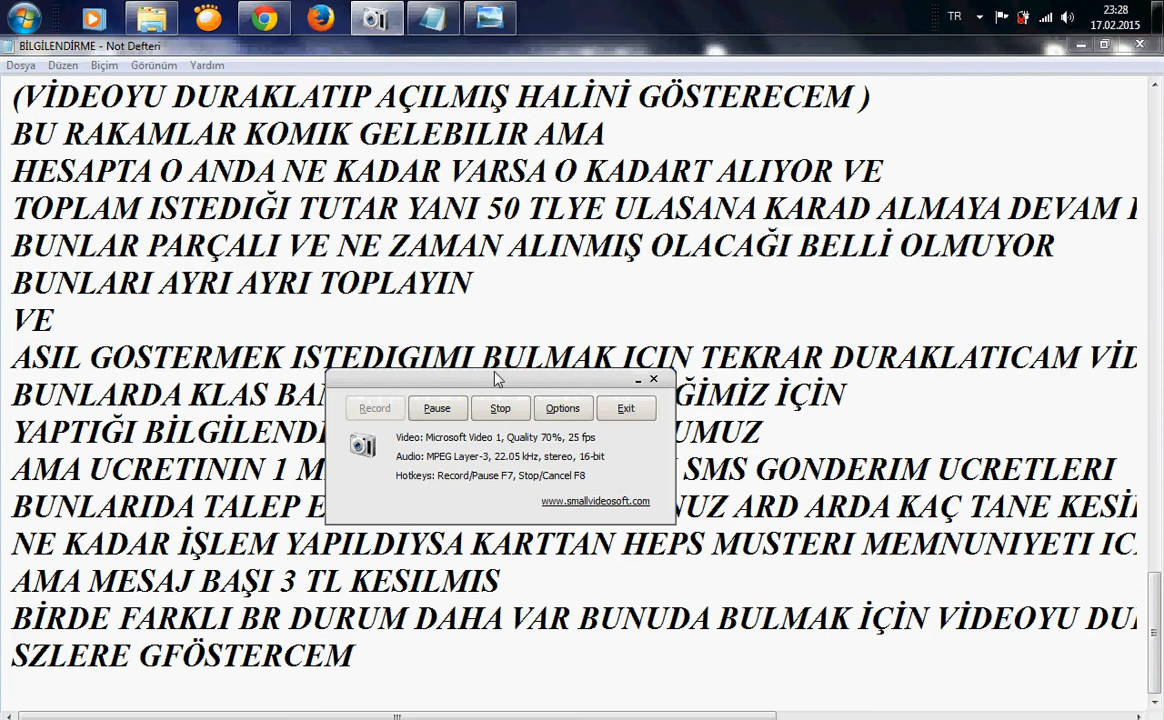 TR
23:28
17.02.2015
BİLGİLENDİRME - Not Defteri
Dosya Düzen Biçim Görünüm Yardım
(VİDEOYU DURAKLATIP AÇILMIŞ HALİNİ GÖSTERECEM )
BU RAKAMLAR KOMIK GELEBILIR AMA
HESAPTA O ANDA NE KADAR VARSA O KADART ALIYOR VE
TOPLAM ISTEDIĞI TUTAR YANI 50 TLYE ULASANA KARAD ALMAYA DEVAM
BUNLAR PARÇALI VE NE ZAMAN ALINMIŞ OLACAĞI BELLİ OLMUYOR
BUNLARI AYRI AYRI TOPLAYIN
VE
ASIL GOSTERMEK ISTEDIGIMI BULMAK ICIN TEKRAR DURAKLATICAM VİD
BUNLARDA KLAS BAN ĞİMİZ İÇİN
YAPTIĞI BİLGİLEND UMUZ
AMA UCRETININ 1 M SMS GONDERIM UCRETLERI
BUNLARIDA TALEP E NUZ ARD ARDA KAÇ TANE KESİ
NE KADAR İŞLEM YAPILDIYSA KARTTAN HEPS MUSTERI MEMNUNIYETI IC
AMA MESAJ BAŞI 3 TL KESILMIS
BİRDE FARKLI BR DURUM DAHA VAR BUNUDA BULMAK İÇİN VİDEOYU DU
SZLERE GFÖSTERCEM
Record Pause Stop Options Exit
Video: Microsoft Video 1, Quality 70%, 25 fps
Audio: MPEG Layer-3, 22.05 kHz, stereo, 16-bit
Hotkeys: Record/Pause F7, Stop/Cancel F8
www.smallvideosoft.com